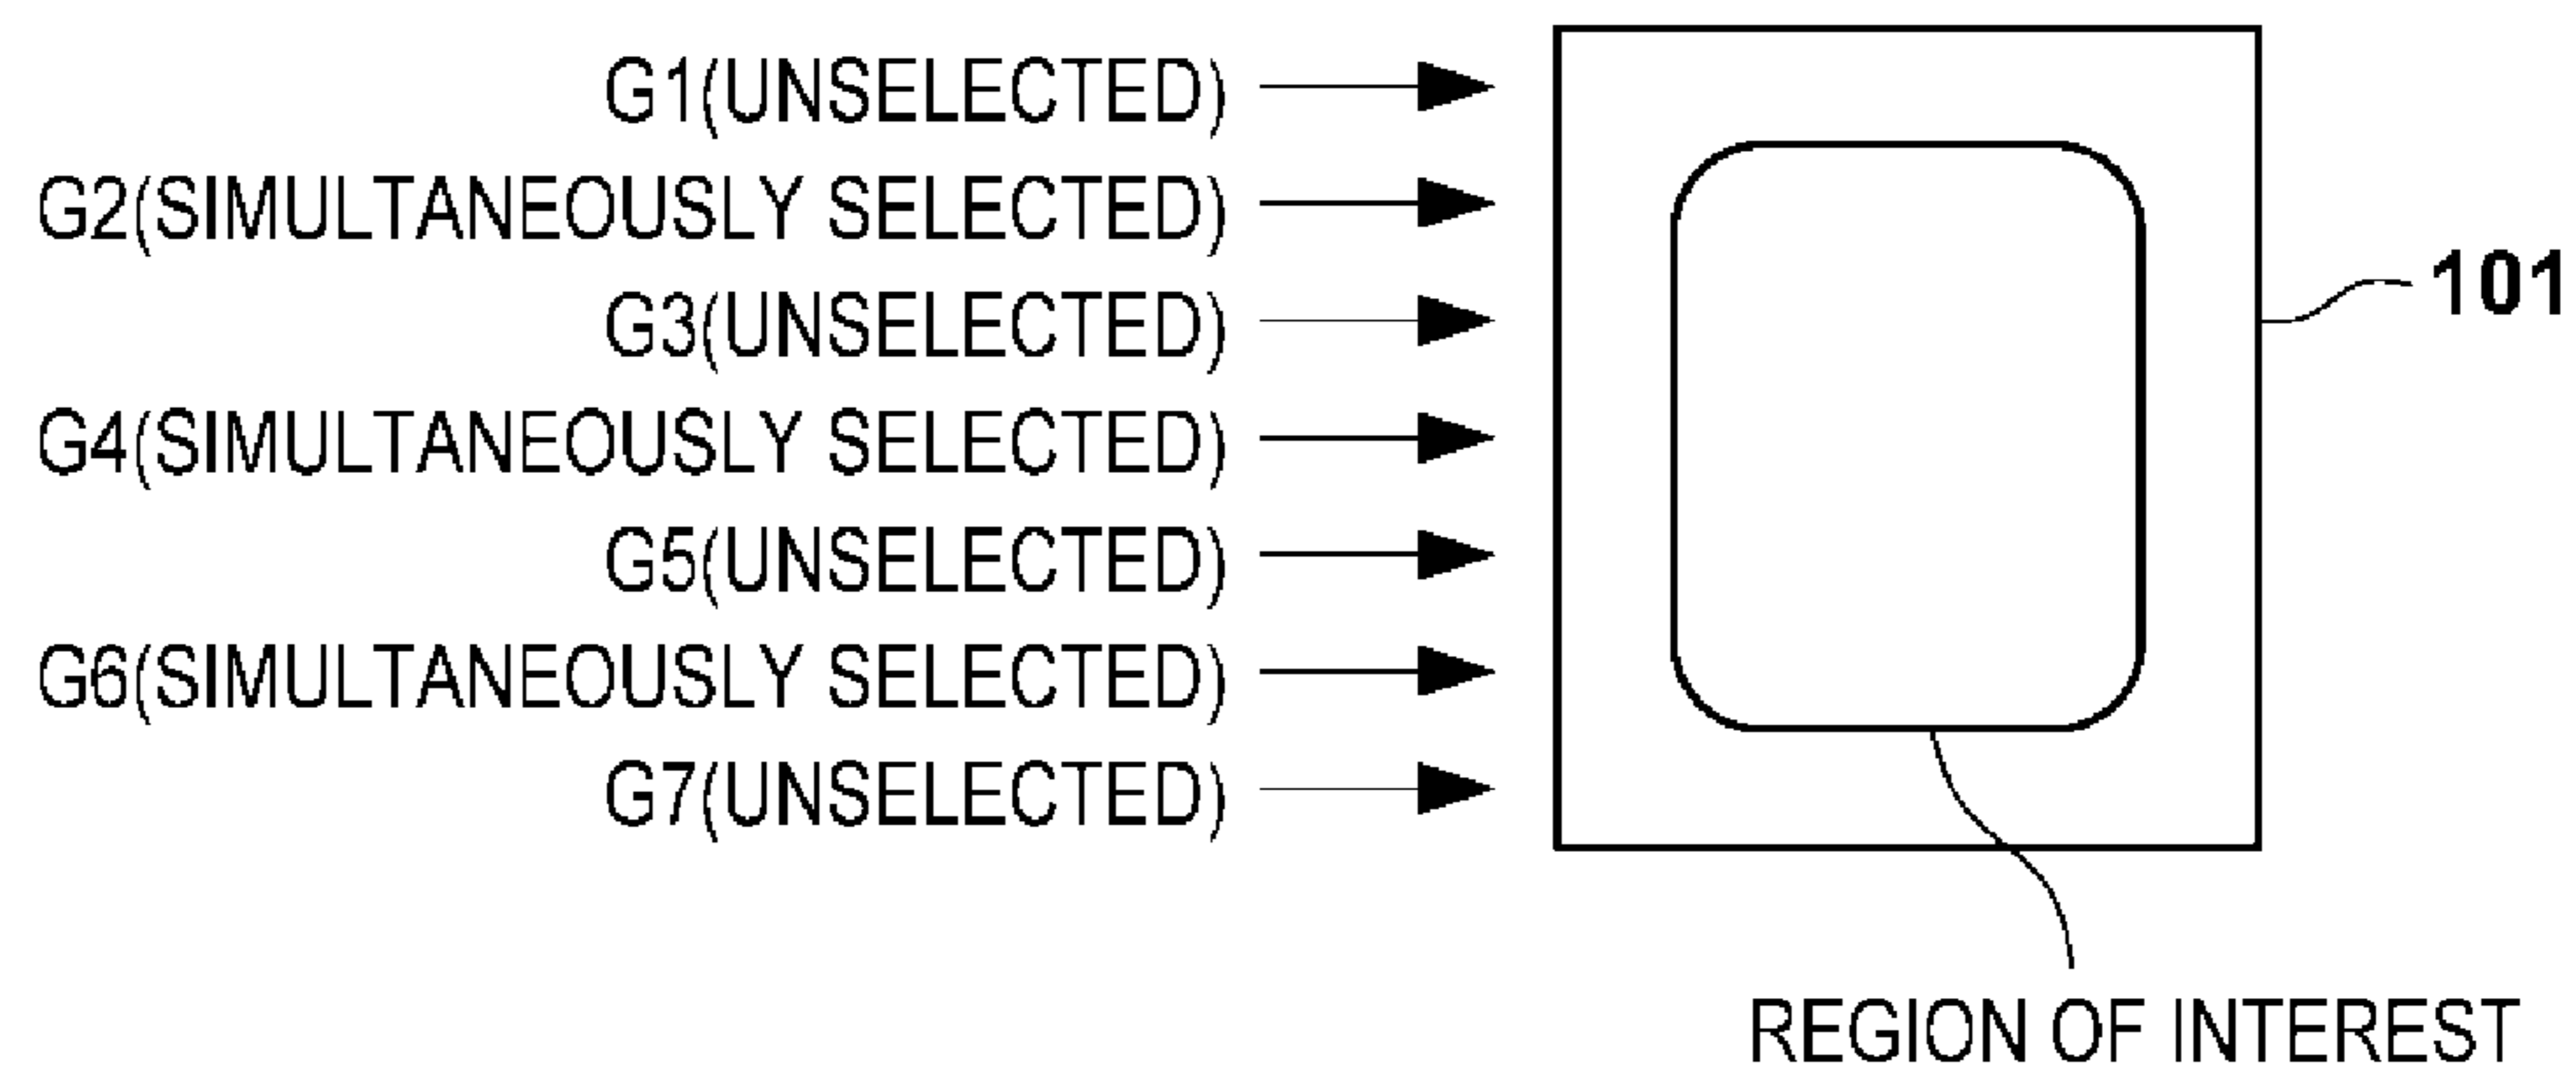 G1(UNSELECTED)
G2(SIMULTANEOUSLY SELECTED)
G3(UNSELECTED)
101
G4(SIMULTANEOUSLY SELECTED)
G5(UNSELECTED)
G6(SIMULTANEOUSLY SELECTED)
G7(UNSELECTED)
REGION OF INTEREST